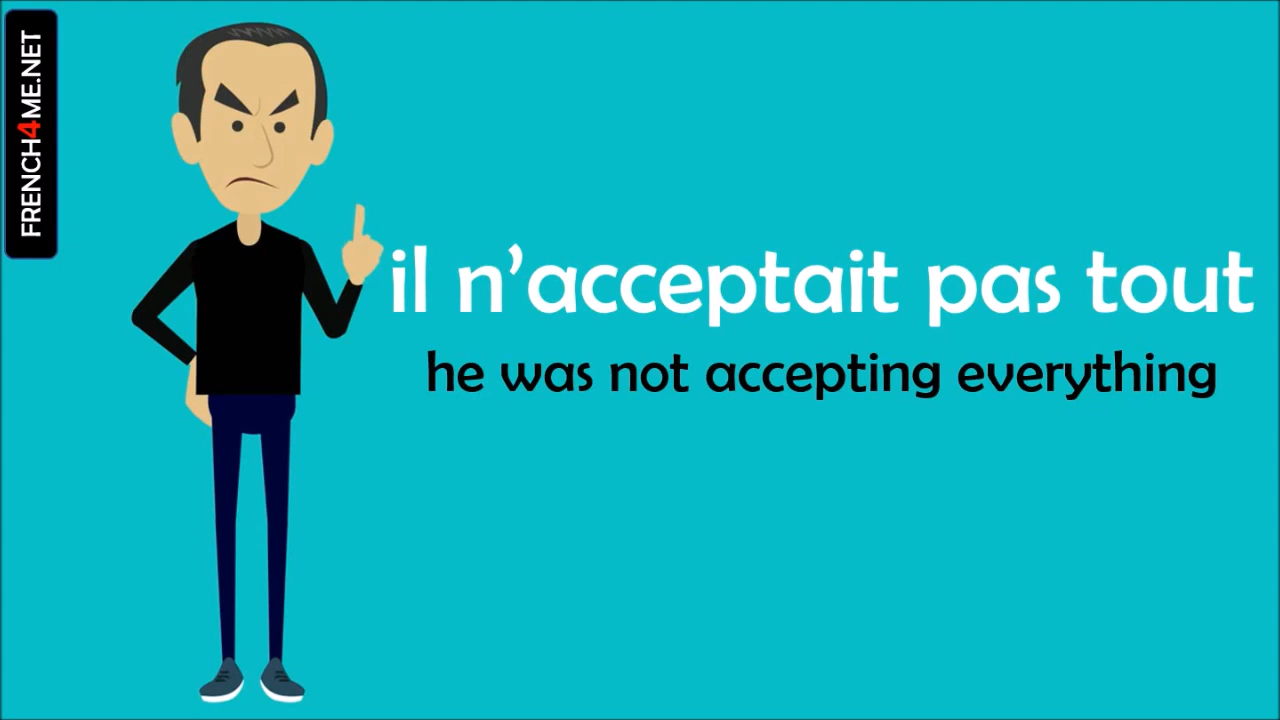 FRENCH4ME.NET
il n’acceptait pas tout
he was not accepting everything